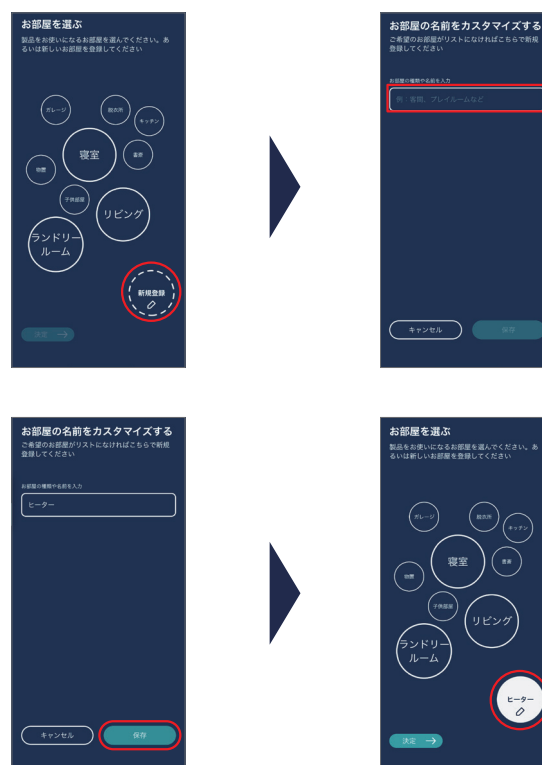 お部屋を選ぶ
製品をお使いになるお部屋を選んでください。あ
るいは新しいお部屋を登録してください
ガレージ
脱衣所
キッチン
寝室
書斎
物置
子供部屋
リビング
ランドリー
ルーム
新規登録
決定
お部屋の名前をカスタマイズする
ご希望のお部屋がリストになければこちらで新規
登録してください
お部屋の種類や名前を入力
例：客間、プレイルームなど
キャンセル
保存
お部屋の名前をカスタマイズする
ご希望のお部屋がリストになければこちらで新規
登録してください
お部屋の種類や名前を入力
ヒーター
キャンセル
保存
お部屋を選ぶ
製品をお使いになるお部屋を選んでください。あ
るいは新しいお部屋を登録してください
ガレージ
脱衣所
キッチン
寝室
書斎
物置
子供部屋
リビング
ランドリー
ルーム
ヒーター
決定